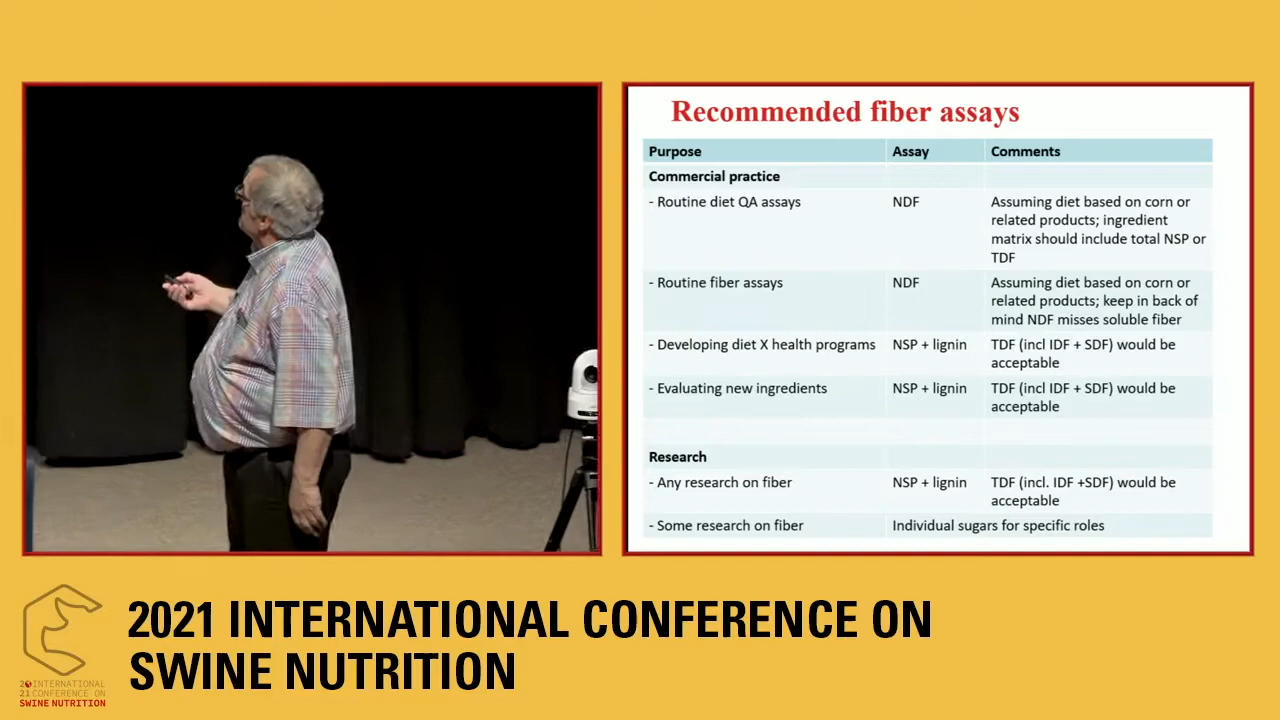 Recommended fiber assays
Purpose Assay Comments
Commercial practice
- Routine diet QA assays NDF Assuming diet based on corn or
related products; ingredient
matrix should include total NSP or
TDF
- Routine fiber assays NDF Assuming diet based on corn or
related products; keep in back of
mind NDF misses soluble fiber
- Developing diet X health programs NSP + lignin TDF (incl IDF + SDF) would be
acceptable
- Evaluating new ingredients NSP + lignin TDF (incl IDF + SDF) would be
acceptable
Research
- Any research on fiber NSP + lignin TDF (incl. IDF +SDF) would be
acceptable
- Some research on fiber Individual sugars for specific roles
2021 INTERNATIONAL CONFERENCE ON
SWINE NUTRITION
20 INTERNATIONAL
21 CONFERENCE ON
SWINE NUTRITION